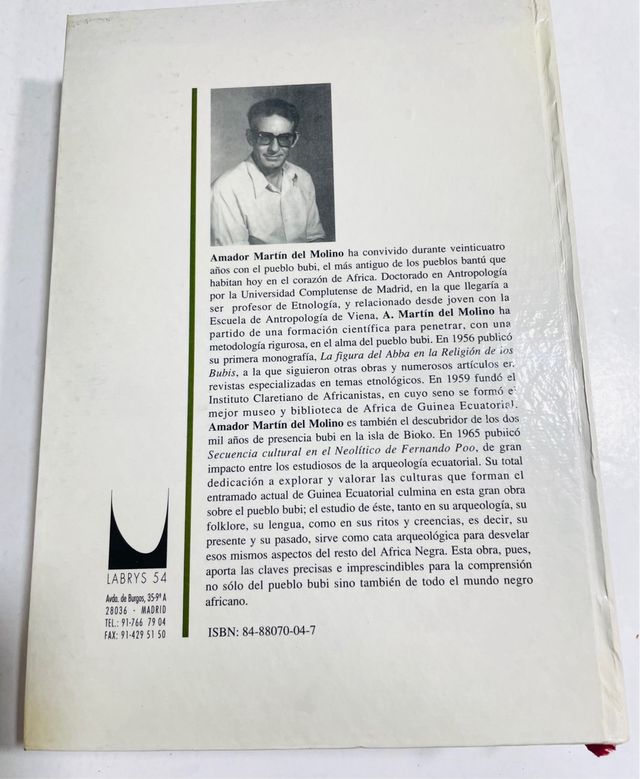 Amador Martín del Molino ha convivido durante veinticuatro
años con el pueblo bubi, el más antiguo de los pueblos bantú que
habitan hoy en el corazón de Africa. Doctorado en Antropología
por la Universidad Complutense de Madrid, en la que llegaría a
ser profesor de Etnología, y relacionado desde joven con la
Escuela de Antropología de Viena, A. Martín del Molino ha
partido de una formación científica para penetrar, con una
metodología rigurosa, en el alma del pueblo bubi. En 1956 publicó
su primera monografía, La figura del Abba en la Religión de los
Bubis, a la que siguieron otras obras y numerosos artículos en
revistas especializadas en temas etnológicos. En 1959 fundó el
Instituto Claretiano de Africanistas, en cuyo seno se formó el
mejor museo y biblioteca de Africa de Guinea Ecuatorial.
Amador Martín del Molino es también el descubridor de los dos
mil años de presencia bubi en la isla de Bioko. En 1965 publicó
Secuencia cultural en el Neolítico de Fernando Poo, de gran
impacto entre los estudiosos de la arqueología ecuatorial. Su total
dedicación a explorar y valorar las culturas que forman el
entramado actual de Guinea Ecuatorial culmina en esta gran obra
sobre el pueblo bubi; el estudio de éste, tanto en su arqueología, su
folklore, su lengua, como en sus ritos y creencias, es decir, su
presente y su pasado, sirve como cata arqueológica para desvelar
esos mismos aspectos del resto del Africa Negra. Esta obra, pues,
aporta las claves precisas e imprescindibles para la comprensión
no sólo del pueblo bubi sino también de todo el mundo negro
africano.
ISBN: 84-88070-04-7
LABRYS 54
Avda. de Burgos, 35-9º A
28036 - MADRID
TEL.: 91-766 79 04
FAX: 91-429 51 50